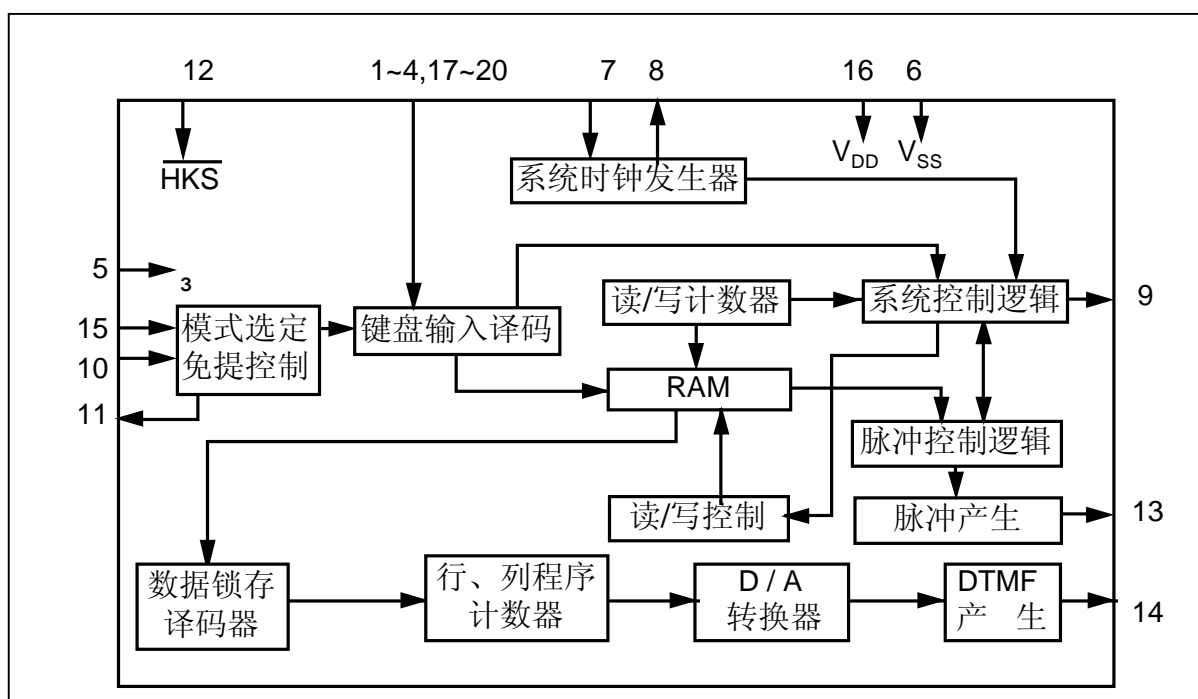 12
1~4,17~20
7
8
16
6
HKS
VDD
VSS
系统时钟发生器
5
3
15
10
11
模式选定
免提控制
键盘输入译码
读/写计数器
系统控制逻辑
9
RAM
脉冲控制逻辑
读/写控制
脉冲产生
13
数据锁存
译码器
行、列程序
计数器
D / A
转换器
DTMF
产 生
14